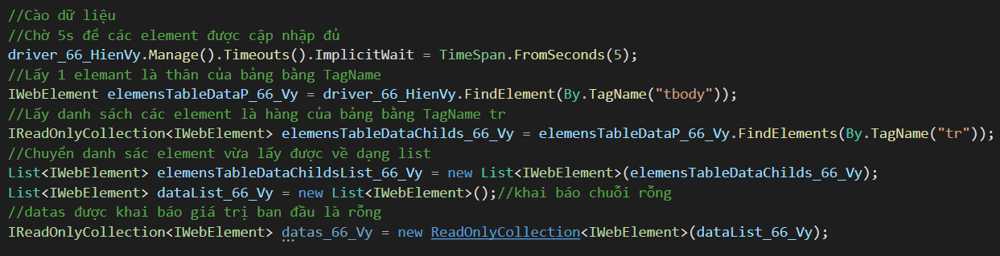 //Cào dữ liệu
//Chờ 5s để các element được cập nhập đủ
driver_66_HienVy.Manage().Timeouts().ImplicitWait = TimeSpan.FromSeconds(5);
//Lấy 1 elemant là thân của bảng bằng TagName
IWebElement elemensTableDataP_66_Vy = driver_66_HienVy.FindElement(By.TagName("tbody"));
//Lấy danh sách các element là hàng của bảng bằng TagName tr
IReadOnlyCollection<IWebElement> elemensTableDataChilds_66_Vy = elemensTableDataP_66_Vy.FindElements(By.TagName("tr"));
//Chuyển danh sác element vừa lấy được về dạng list
List<IWebElement> elemensTableDataChildsList_66_Vy = new List<IWebElement>(elemensTableDataChilds_66_Vy);
List<IWebElement> dataList_66_Vy = new List<IWebElement>();//khai báo chuỗi rỗng
//datas được khai báo giá trị ban đầu là rỗng
IReadOnlyCollection<IWebElement> datas_66_Vy = new ReadOnlyCollection<IWebElement>(dataList_66_Vy);